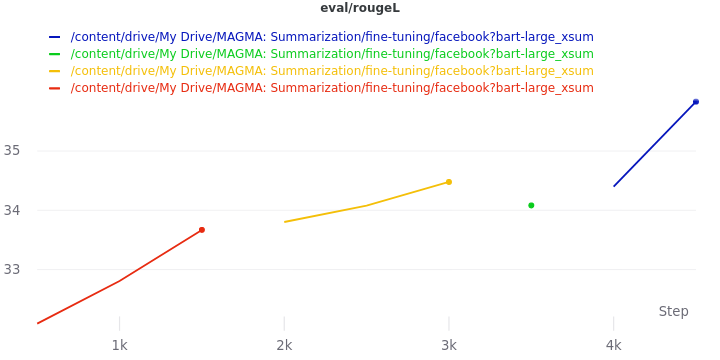 eval/rougeL
/content/drive/My Drive/MAGMA: Summarization/fine-tuning/facebook?bart-large_xsum
/content/drive/My Drive/MAGMA: Summarization/fine-tuning/facebook?bart-large_xsum
/content/drive/My Drive/MAGMA: Summarization/fine-tuning/facebook?bart-large_xsum
/content/drive/My Drive/MAGMA: Summarization/fine-tuning/facebook?bart-large_xsum
35
34
33
Step
1k 2k 3k 4k